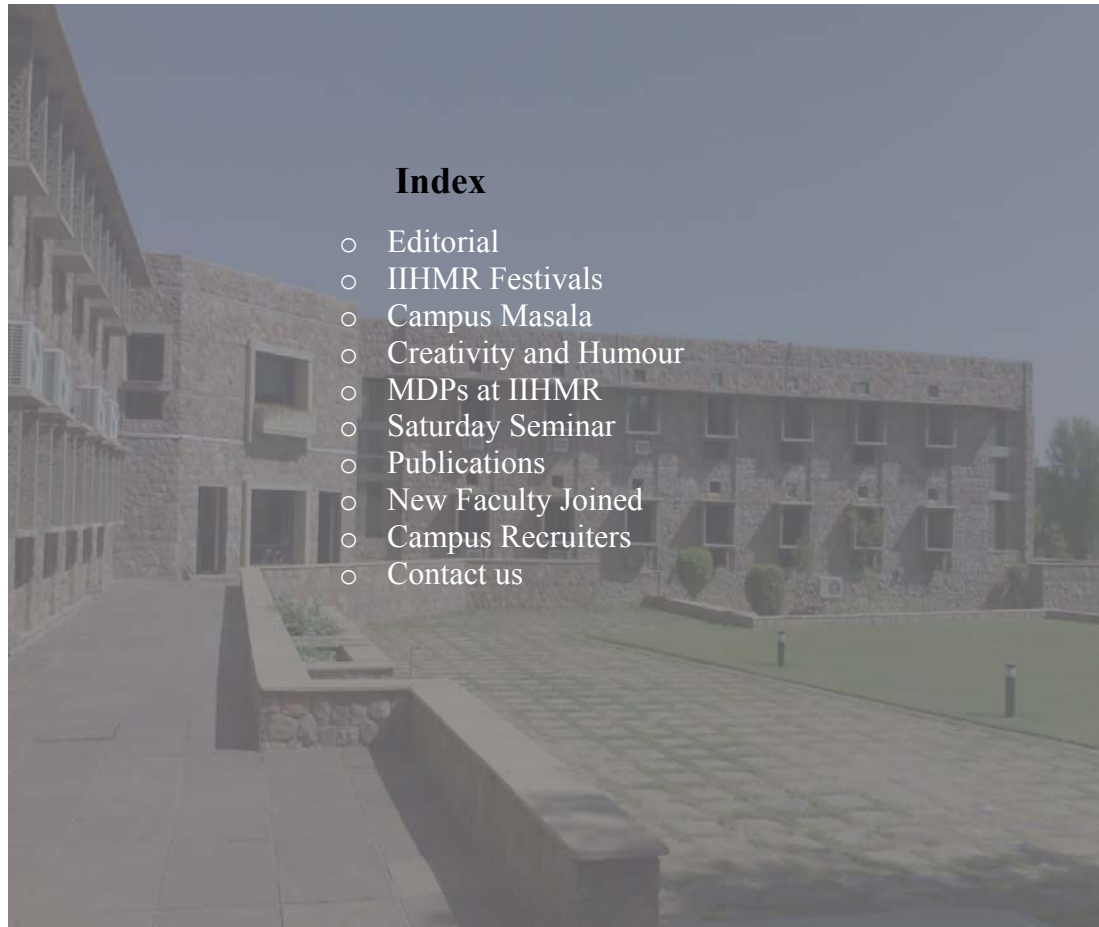 Index
o Editorial
o IIHMR Festivals
o Campus Masala
o Creativity and Humour
o MDPs at IIHMR
o Saturday Seminar
o Publications
o New Faculty Joined
o Campus Recruiters
o Contact us